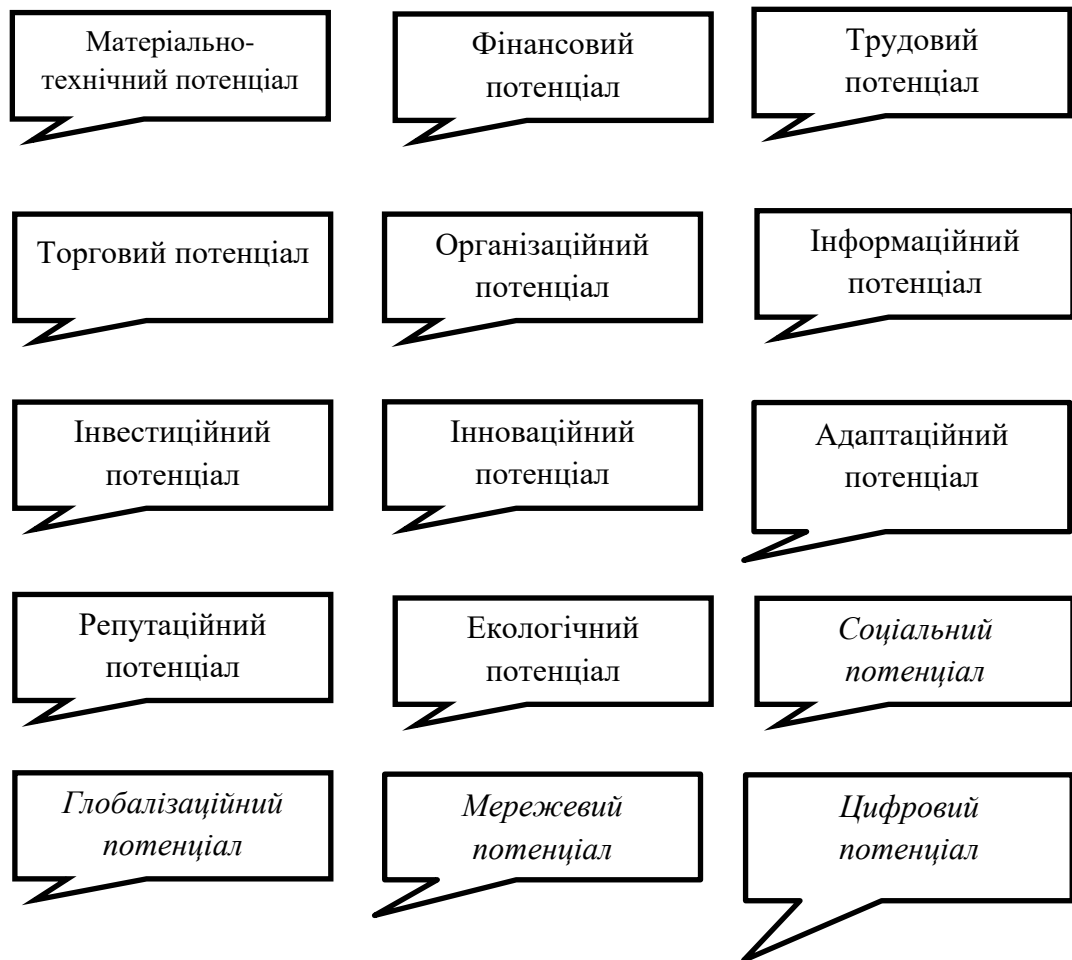 Матеріально-
технічний потенціал
Фінансовий
потенціал
Трудовий
потенціал
Торговий потенціал
Організаційний
потенціал
Інформаційний
потенціал
Інвестиційний
потенціал
Інноваційний
потенціал
Адаптаційний
потенціал
Репутаційний
потенціал
Екологічний
потенціал
Соціальний
потенціал
Глобалізаційний
потенціал
Мережевий
потенціал
Цифровий
потенціал